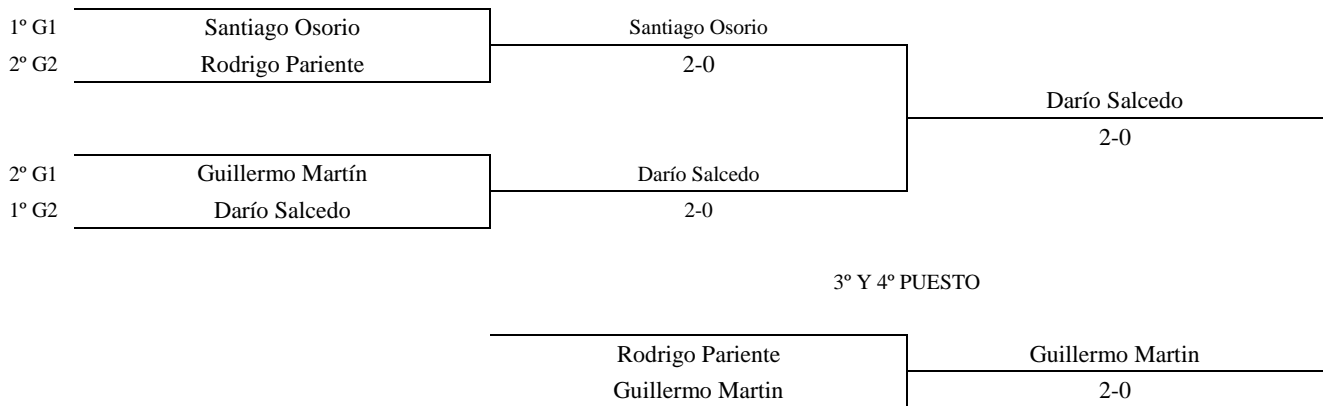 1º G1 Santiago Osorio Santiago Osorio
2º G2 Rodrigo Pariente 2-0
Darío Salcedo
2-0
2º G1 Guillermo Martín Darío Salcedo
1º G2 Darío Salcedo 2-0
3º Y 4º PUESTO
Rodrigo Pariente Guillermo Martin
Guillermo Martin 2-0